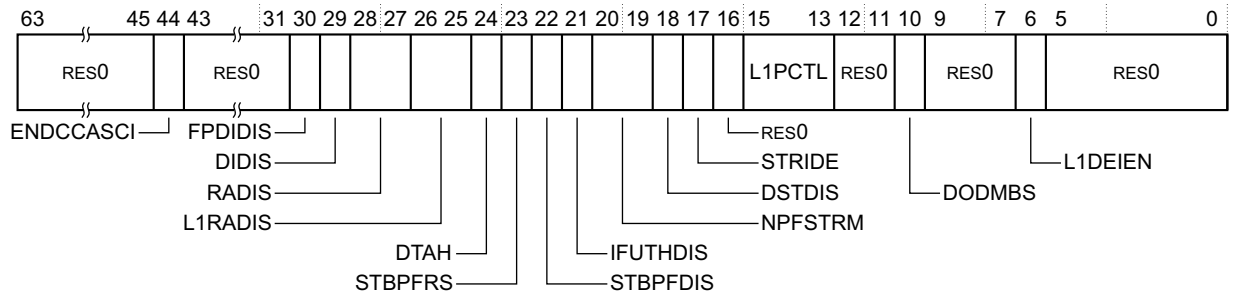 63 45 44 43 31 30 29 28 27 26 25 24 23 22 21 20 19 18 17 16 15 13 12 11 10 9 7 6 5 0
RES0 RES0 L1PCTL RES0 RES0 RES0
ENDCCASCI FPDIDIS RES0
DIDIS STRIDE L1DEIEN
RADIS DSTDIS DODMBS
L1RADIS NPFSTRM
DTAH IFUTHDIS
STBPFRS STBPFDIS